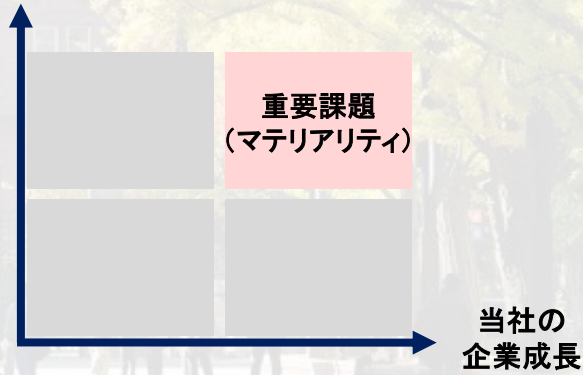 重要課題
（マテリアリティ）
当社の
企業成長